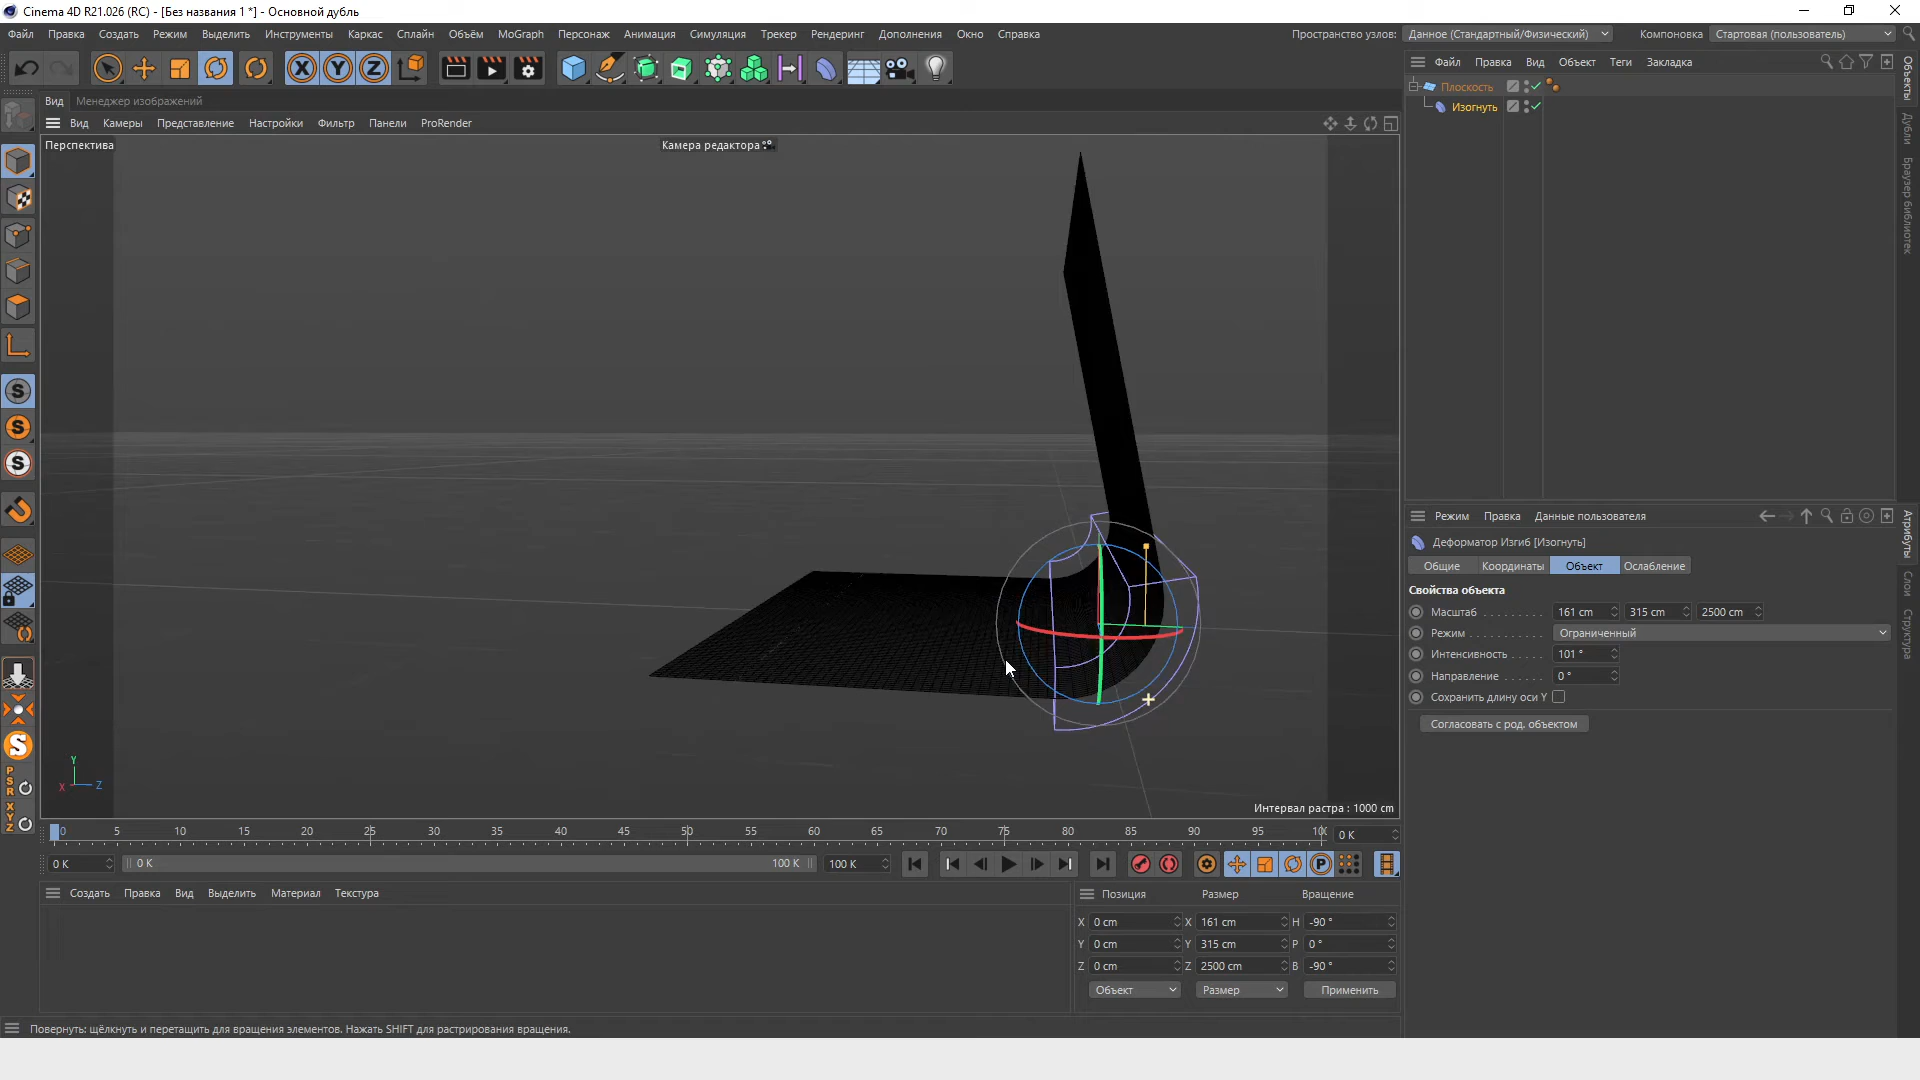 Cinema 4D R21.026 (RC) - [Без названия 1 *] - Основной дубль
Файл Правка Создать Режим Выделить Инструменты Каркас Сплайн Объём MoGraph Персонаж Анимация Симуляция Трекер Рендеринг Дополнения Окно Справка
Пространство узлов: Данное (Стандартный/Физический) Компоновка Стартовая (пользователь)
Вид Менеджер изображений
Вид Камеры Представление Настройки Фильтр Панели ProRender
Перспектива
Камера редактора
Y
X Z
Интервал растра : 1000 cm
Файл Правка Вид Объект Теги Закладка
Плоскость
Изогнуть
Объекты
Дубли
Браузер библиотек
Режим Правка Данные пользователя
Деформатор Изгиб [Изогнуть]
Общие Координаты Объект Ослабление
Свойства объекта
Масштаб . . . . . . . . . 161 cm 315 cm 2500 cm
Режим . . . . . . . . . . . Ограниченный
Интенсивность . . . . . 101 °
Направление . . . . . . 0 °
Сохранить длину оси Y
Согласовать с род. объектом
Атрибуты
Слои
Структура
P
S
R
X
Y
Z
0 5 10 15 20 25 30 35 40 45 50 55 60 65 70 75 80 85 90 95 0 K
0 K 0 K 100 K 100 K
Создать Правка Вид Выделить Материал Текстура
Позиция Размер Вращение
X 0 cm X 161 cm H -90 °
Y 0 cm Y 315 cm P 0 °
Z 0 cm Z 2500 cm B -90 °
Объект Размер Применить
Повернуть: щёлкнуть и перетащить для вращения элементов. Нажать SHIFT для растрирования вращения.